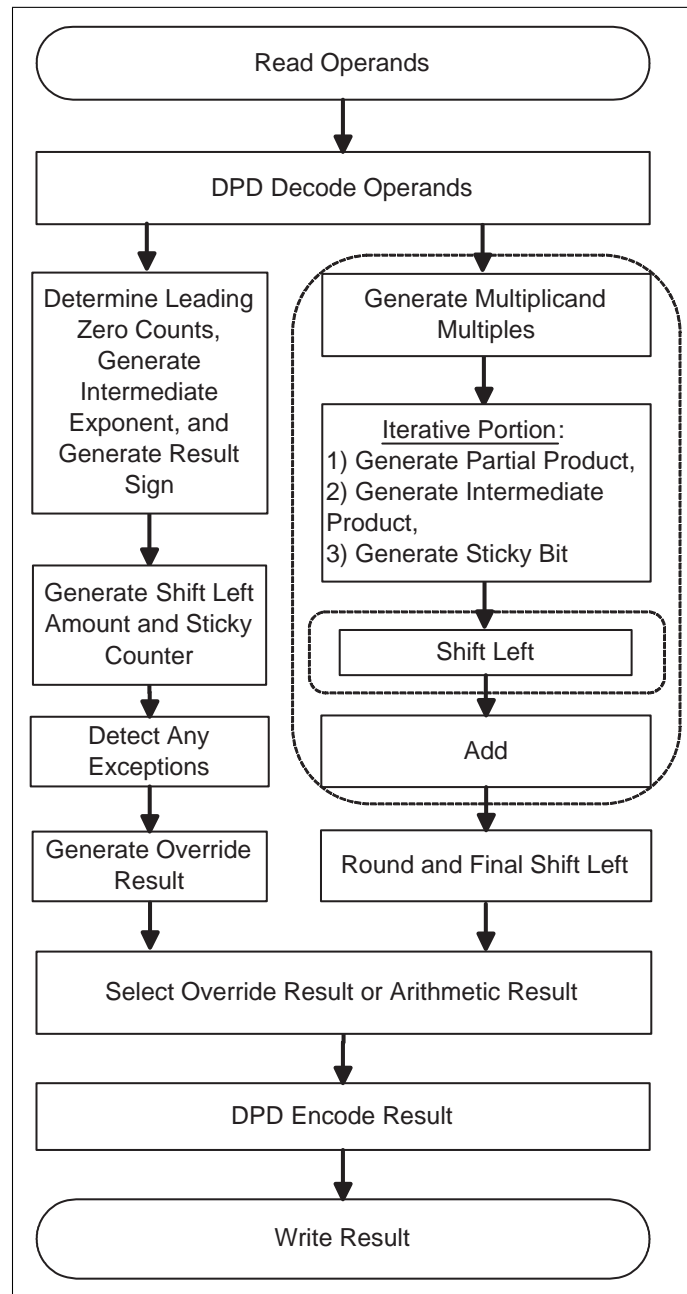 Read Operands
DPD Decode Operands
Determine Leading
Zero Counts,
Generate
Intermediate
Exponent, and
Generate Result
Sign
Generate Shift Left
Amount and Sticky
Counter
Detect Any
Exceptions
Generate Override
Result
Generate Multiplicand
Multiples
Iterative Portion:
1) Generate Partial Product,
2) Generate Intermediate
Product,
3) Generate Sticky Bit
Shift Left
Add
Round and Final Shift Left
Select Override Result or Arithmetic Result
DPD Encode Result
Write Result